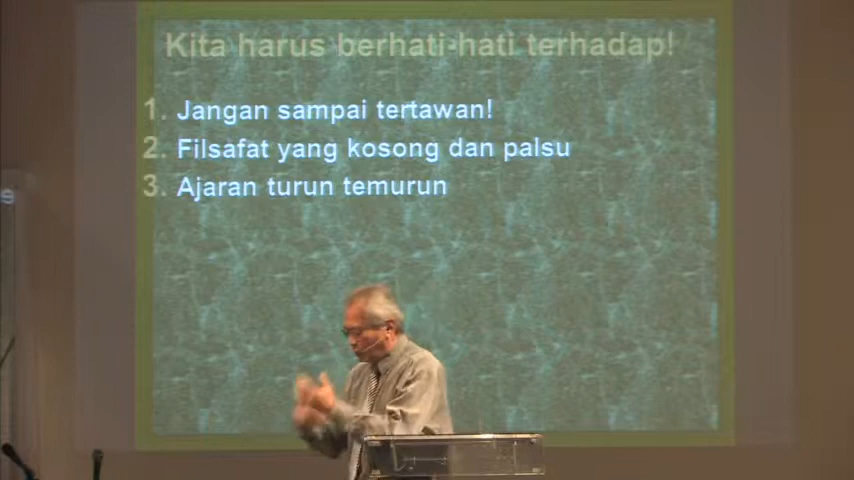 Kita harus berhati-hati terhadap!
1. Jangan sampai tertawan!
2. Filsafat yang kosong dan palsu
3. Ajaran turun temurun